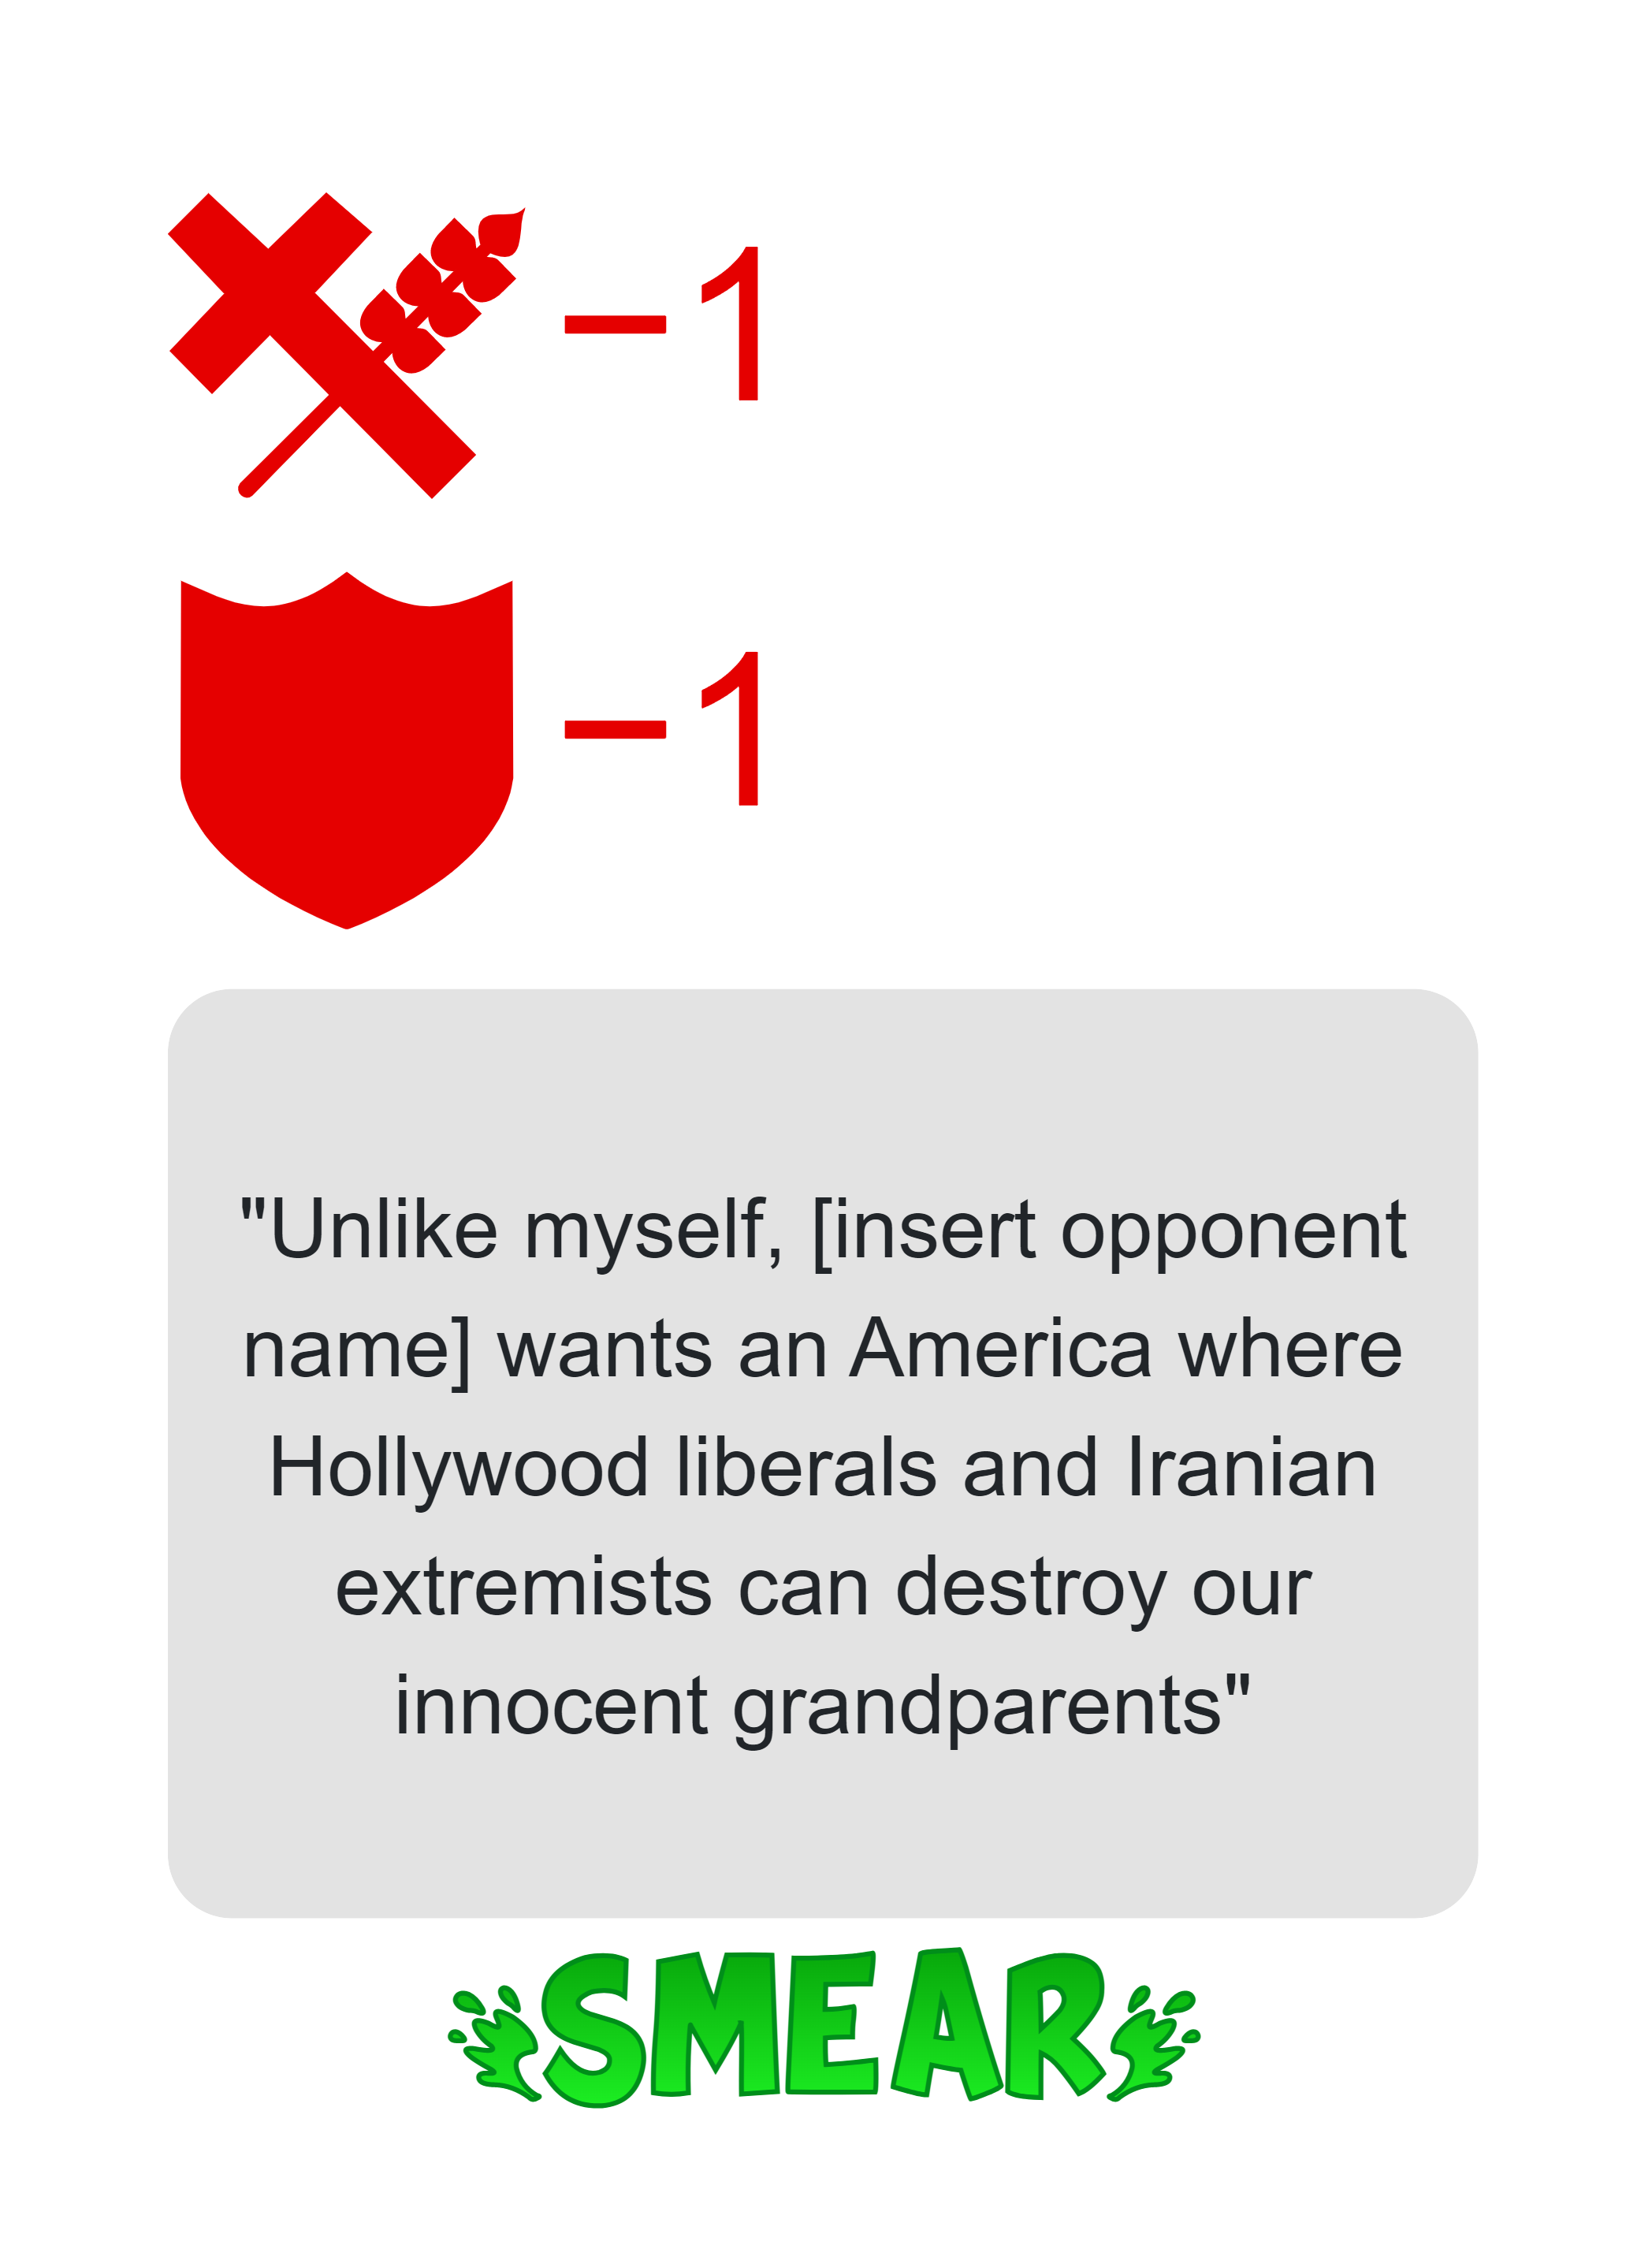 −1
−1
"Unlike myself, [insert opponent
name] wants an America where
Hollywood liberals and Iranian
extremists can destroy our
innocent grandparents"
SMEAR